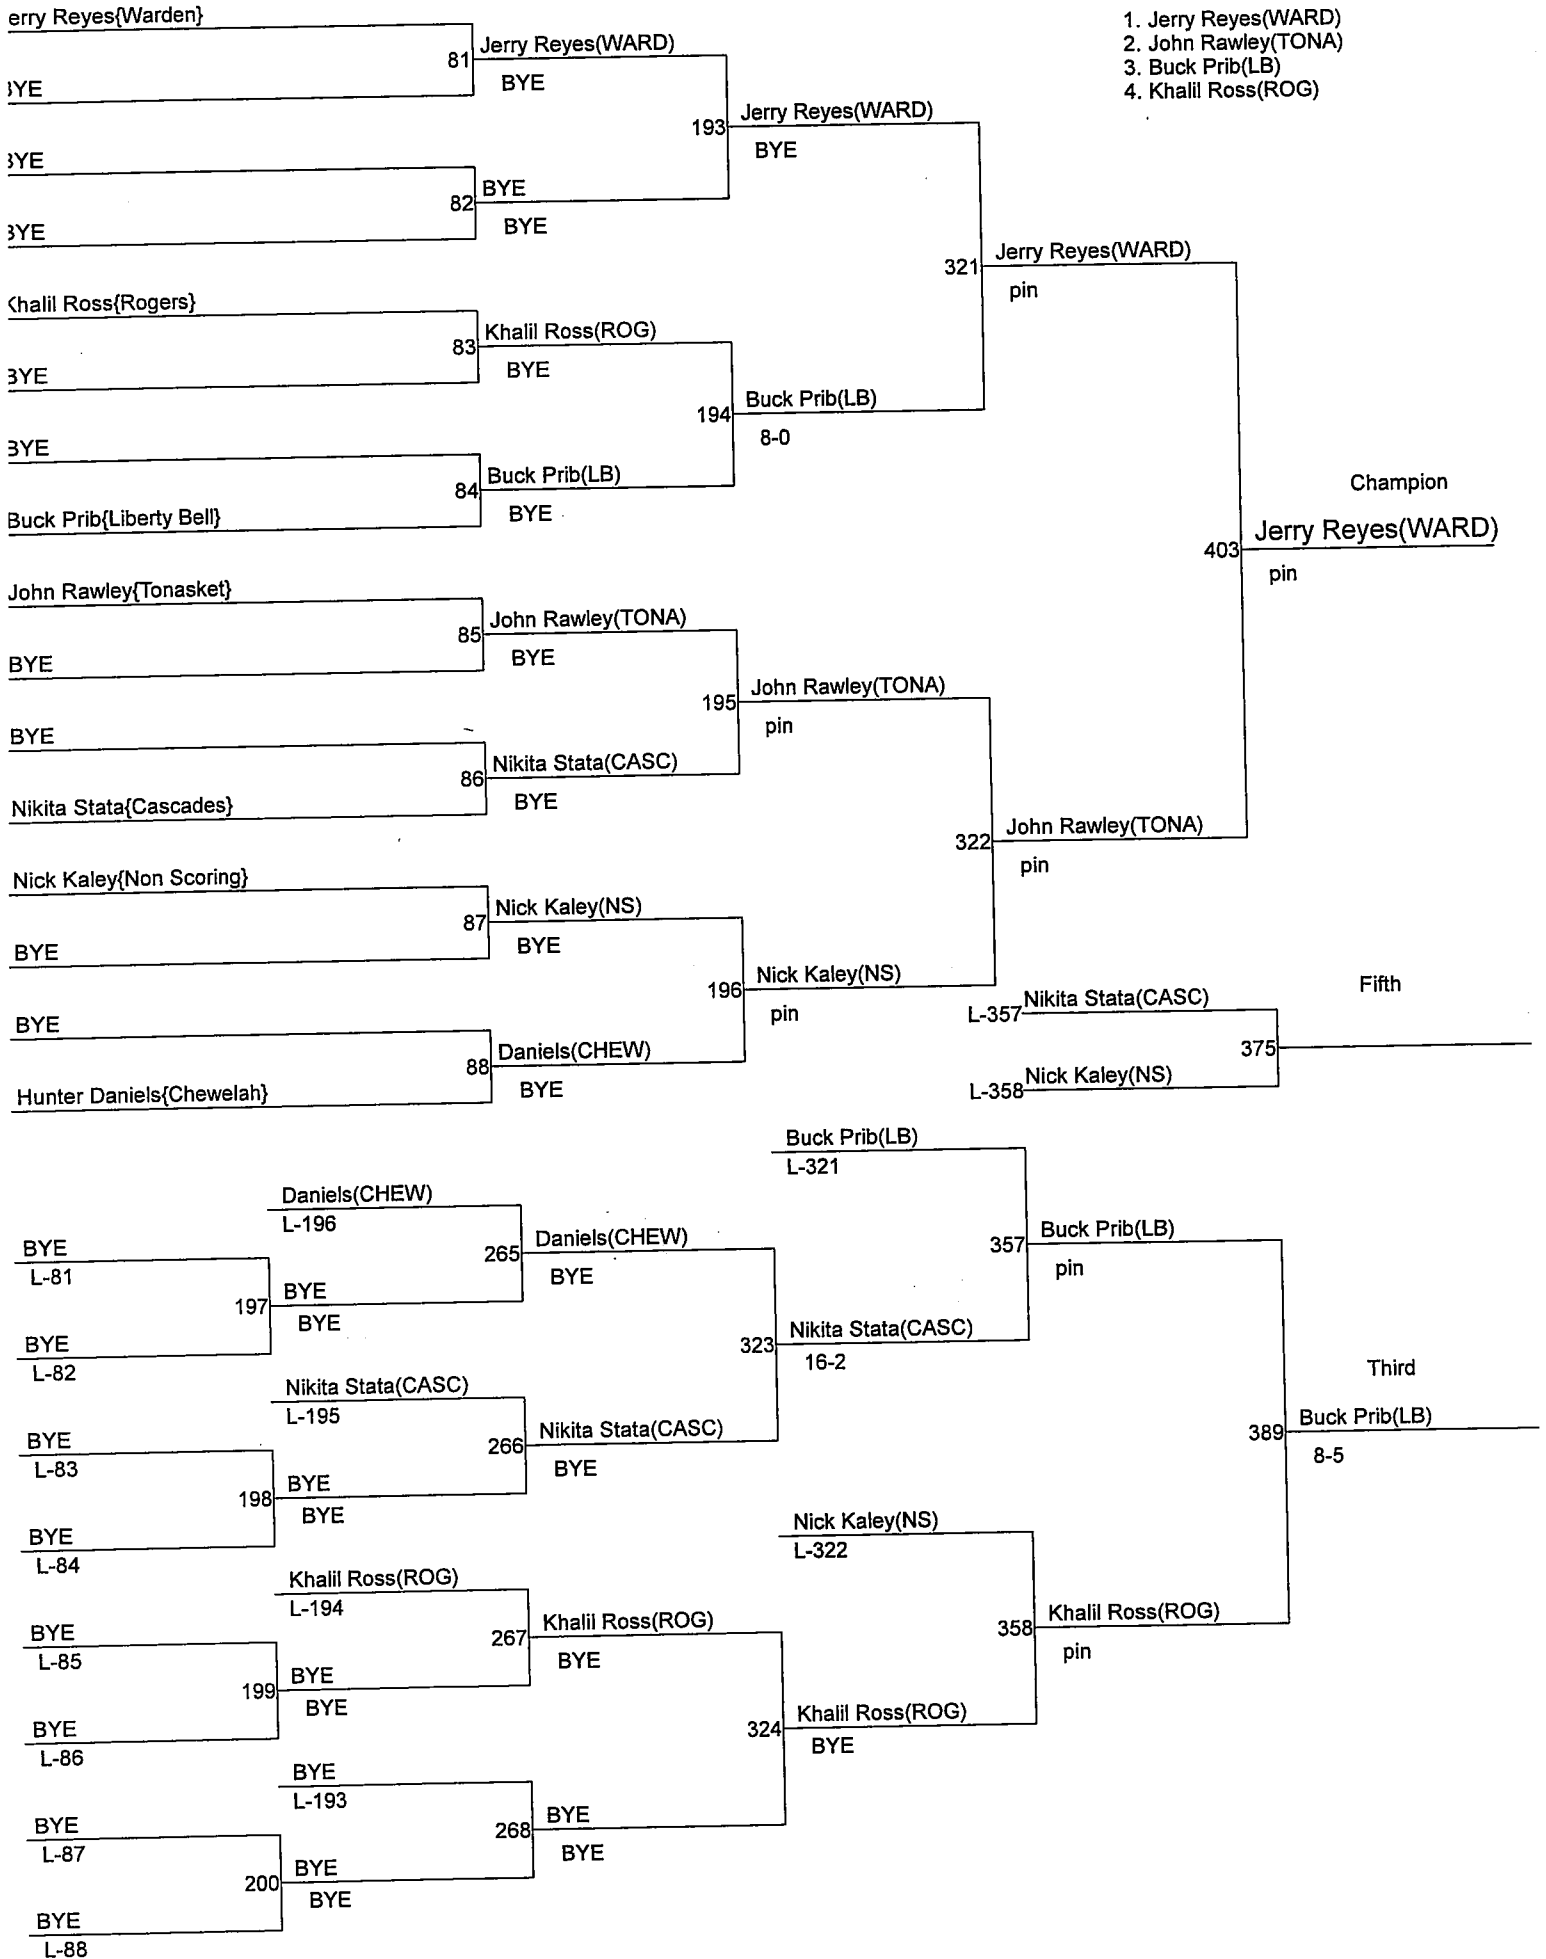 erry Reyes{Warden}
81
Jerry Reyes(WARD)
BYE
BYE
193
Jerry Reyes(WARD)
BYE
BYE
82
BYE
BYE
BYE
321
Jerry Reyes(WARD)
pin
Khalil Ross{Rogers}
83
Khalil Ross(ROG)
BYE
BYE
194
Buck Prib(LB)
8-0
BYE
84
Buck Prib(LB)
BYE
Buck Prib{Liberty Bell}
1. Jerry Reyes(WARD)
2. John Rawley(TONA)
3. Buck Prib(LB)
4. Khalil Ross(ROG)
Champion
403
Jerry Reyes(WARD)
pin
John Rawley{Tonasket}
85
John Rawley(TONA)
BYE
BYE
195
John Rawley(TONA)
pin
BYE
86
Nikita Stata(CASC)
BYE
Nikita Stata{Cascades}
322
John Rawley(TONA)
pin
Nick Kaley{Non Scoring}
87
Nick Kaley(NS)
BYE
BYE
196
Nick Kaley(NS)
pin
BYE
88
Daniels(CHEW)
BYE
Hunter Daniels{Chewelah}
Fifth
L-357
Nikita Stata(CASC)
375
L-358
Nick Kaley(NS)
Buck Prib(LB)
L-321
Daniels(CHEW)
L-196
265
Daniels(CHEW)
BYE
BYE
L-81
197
BYE
BYE
BYE
L-82
357
Buck Prib(LB)
pin
323
Nikita Stata(CASC)
16-2
Nikita Stata(CASC)
L-195
266
Nikita Stata(CASC)
BYE
BYE
L-83
198
BYE
BYE
BYE
L-84
Third
389
Buck Prib(LB)
8-5
Nick Kaley(NS)
L-322
Khalil Ross(ROG)
L-194
267
Khalil Ross(ROG)
BYE
BYE
L-85
199
BYE
BYE
BYE
L-86
358
Khalil Ross(ROG)
pin
324
Khalil Ross(ROG)
BYE
BYE
L-193
268
BYE
BYE
BYE
L-87
200
BYE
BYE
BYE
L-88